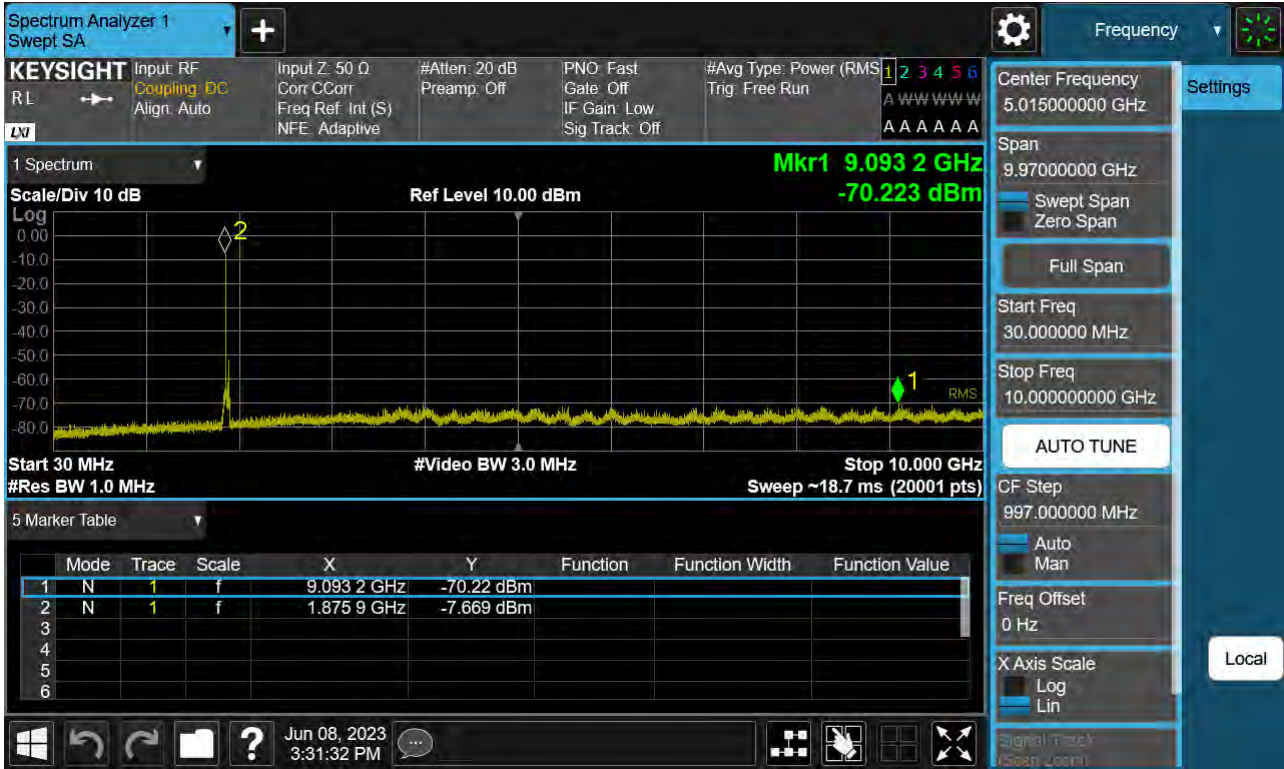 Spectrum Analyzer 1
Swept SA
Frequency
KEYSIGHT
RL
LXI
Input: RF
Coupling: DC
Align: Auto
Input Z: 50 Ω
Corr CCorr
Freq Ref: Int (S)
NFE: Adaptive
#Atten: 20 dB
Preamp: Off
PNO: Fast
Gate: Off
IF Gain: Low
Sig Track: Off
#Avg Type: Power (RMS
Trig: Free Run
1 2 3 4 5 6
A W W W W W
A A A A A A
1 Spectrum
Mkr1 9.093 2 GHz
-70.223 dBm
Scale/Div 10 dB
Ref Level 10.00 dBm
Log
0.00
-10.0
-20.0
-30.0
-40.0
-50.0
-60.0
-70.0
-80.0
2
1
RMS
Start 30 MHz
#Video BW 3.0 MHz
Stop 10.000 GHz
#Res BW 1.0 MHz
Sweep ~18.7 ms (20001 pts)
5 Marker Table
Mode Trace Scale X Y Function Function Width Function Value
1 N 1 f 9.093 2 GHz -70.22 dBm
2 N 1 f 1.875 9 GHz -7.669 dBm
3
4
5
6
Center Frequency
5.015000000 GHz
Settings
Span
9.97000000 GHz
Swept Span
Zero Span
Full Span
Start Freq
30.000000 MHz
Stop Freq
10.000000000 GHz
AUTO TUNE
CF Step
997.000000 MHz
Auto
Man
Freq Offset
0 Hz
X Axis Scale
Log
Lin
Signal Track
(Span Zoom)
Local
?
Jun 08, 2023
3:31:32 PM